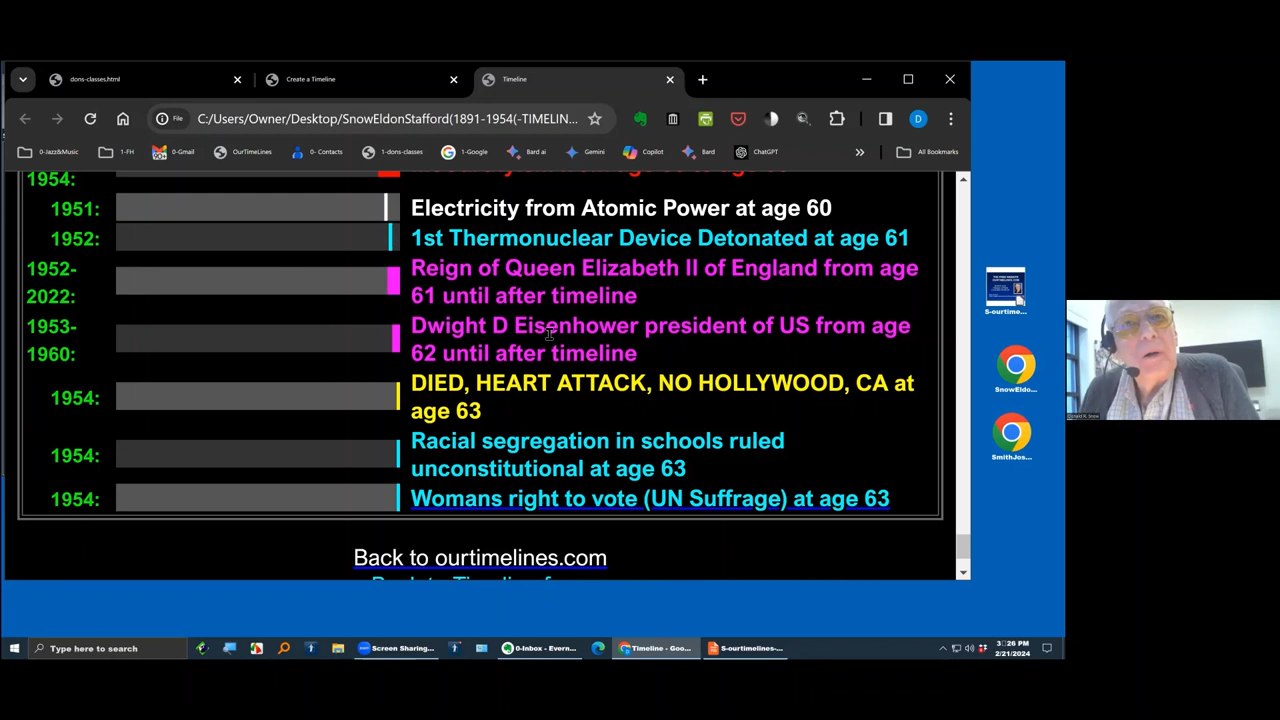 dons-classes.html
Create a Timeline
Timeline
File
C:/Users/Owner/Desktop/SnowEldonStafford(1891-1954(-TIMELIN...
D
0-Jazz&Music
1-FH
0-Gmail
OurTimeLines
0- Contacts
1-dons-classes
1-Google
Bard ai
Gemini
Copilot
Bard
ChatGPT
»
All Bookmarks
1954:
1951:
Electricity from Atomic Power at age 60
1952:
1st Thermonuclear Device Detonated at age 61
1952-
2022:
Reign of Queen Elizabeth II of England from age
61 until after timeline
1953-
1960:
Dwight D Eisenhower president of US from age
62 until after timeline
1954:
DIED, HEART ATTACK, NO HOLLYWOOD, CA at
age 63
1954:
Racial segregation in schools ruled
unconstitutional at age 63
1954:
Womans right to vote (UN Suffrage) at age 63
Back to ourtimelines.com
S-ourtime...
SnowEldo...
SmithJos...
Type here to search
Screen Sharing...
0-Inbox - Evern...
Timeline - Goo...
S-ourtimelines-...
3:26 PM
2/21/2024